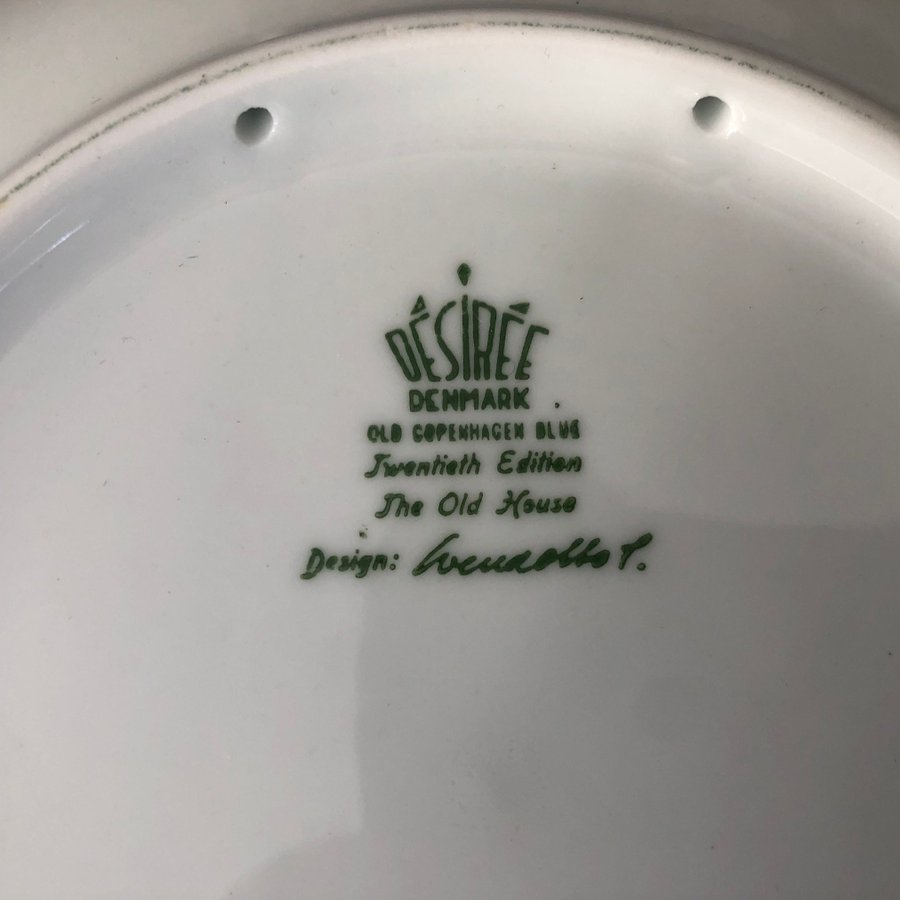 DÉSIRÉE
DENMARK
OLD COPENHAGEN BLUE
Twentieth Edition
The Old House
Design: